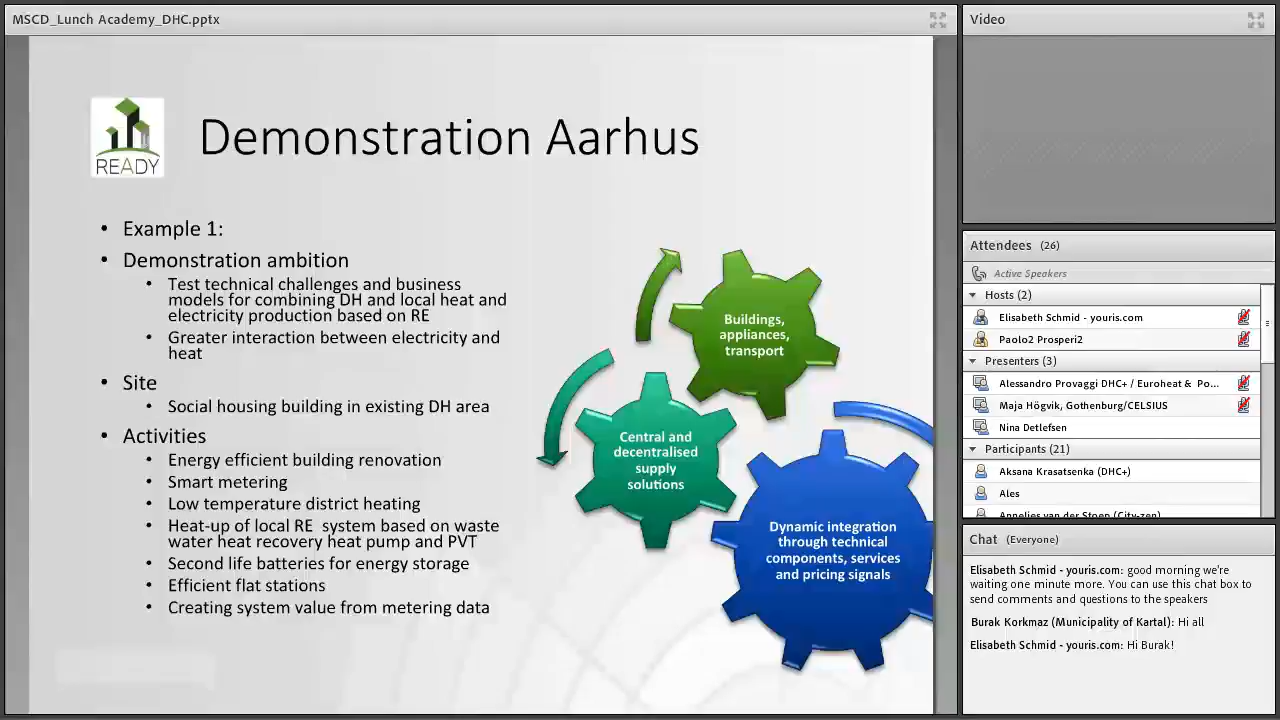 MSCD_Lunch Academy_DHC.pptx
READY
Demonstration Aarhus
• Example 1:
• Demonstration ambition
• Test technical challenges and business
models for combining DH and local heat and
electricity production based on RE
• Greater interaction between electricity and
heat
• Site
• Social housing building in existing DH area
• Activities
• Energy efficient building renovation
• Smart metering
• Low temperature district heating
• Heat-up of local RE system based on waste
water heat recovery heat pump and PVT
• Second life batteries for energy storage
• Efficient flat stations
• Creating system value from metering data
Buildings,
appliances,
transport
Central and
decentralised
supply
solutions
Dynamic integration
through technical
components, services
and pricing signals
Video
Attendees (26)
Active Speakers
Hosts (2)
Elisabeth Schmid - youris.com
Paolo2 Prosperi2
Presenters (3)
Alessandro Provaggi DHC+ / Euroheat & Po...
Maja Högvik, Gothenburg/CELSIUS
Nina Detlefsen
Participants (21)
Aksana Krasatsenka (DHC+)
Ales
Annelies van der Stoep (City-zen)
Chat (Everyone)
Elisabeth Schmid - youris.com: good morning we're
waiting one minute more. You can use this chat box to
send comments and questions to the speakers
Burak Korkmaz (Municipality of Kartal): Hi all
Elisabeth Schmid - youris.com: Hi Burak!